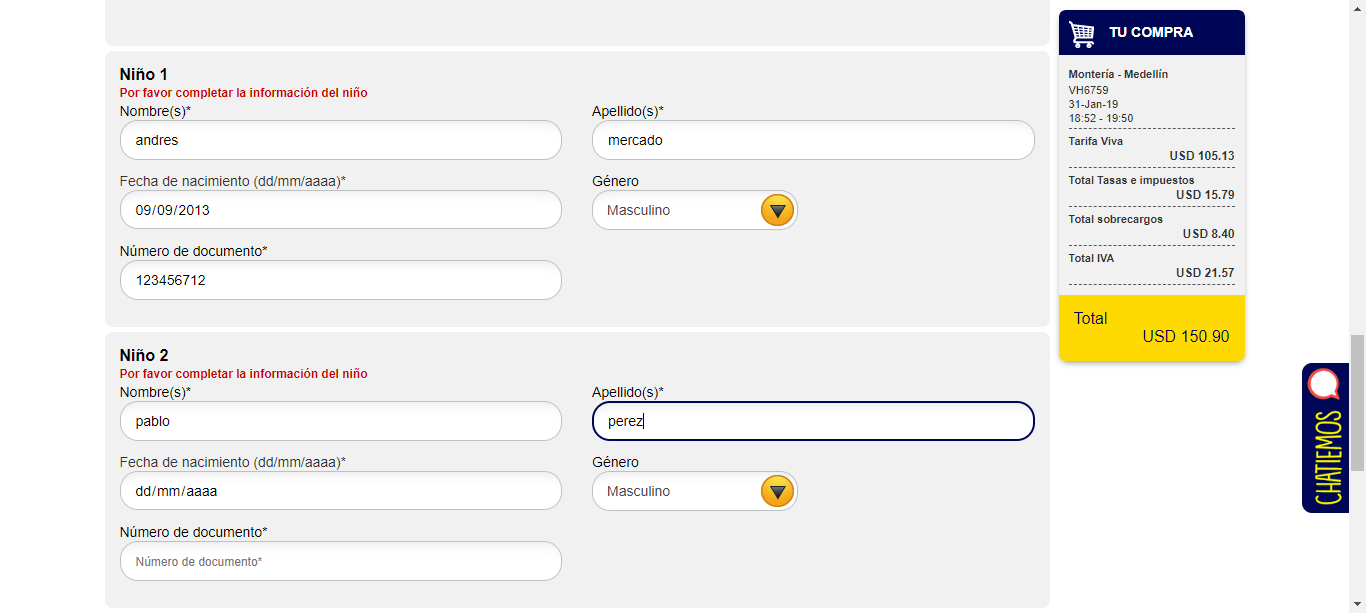 Niño 1
Por favor completar la información del niño
Nombre(s)*
Apellido(s)*
andres
mercado
Fecha de nacimiento (dd/mm/aaaa)*
Género
09/09/2013
Masculino
Número de documento*
123456712
Niño 2
Por favor completar la información del niño
Nombre(s)*
Apellido(s)*
pablo
perez
Fecha de nacimiento (dd/mm/aaaa)*
Género
dd/mm/aaaa
Masculino
Número de documento*
Número de documento*
TU COMPRA
Montería - Medellín
VH6759
31-Jan-19
18:52 - 19:50
Tarifa Viva
USD 105.13
Total Tasas e impuestos
USD 15.79
Total sobrecargos
USD 8.40
Total IVA
USD 21.57
Total
USD 150.90
CHATIEMOS